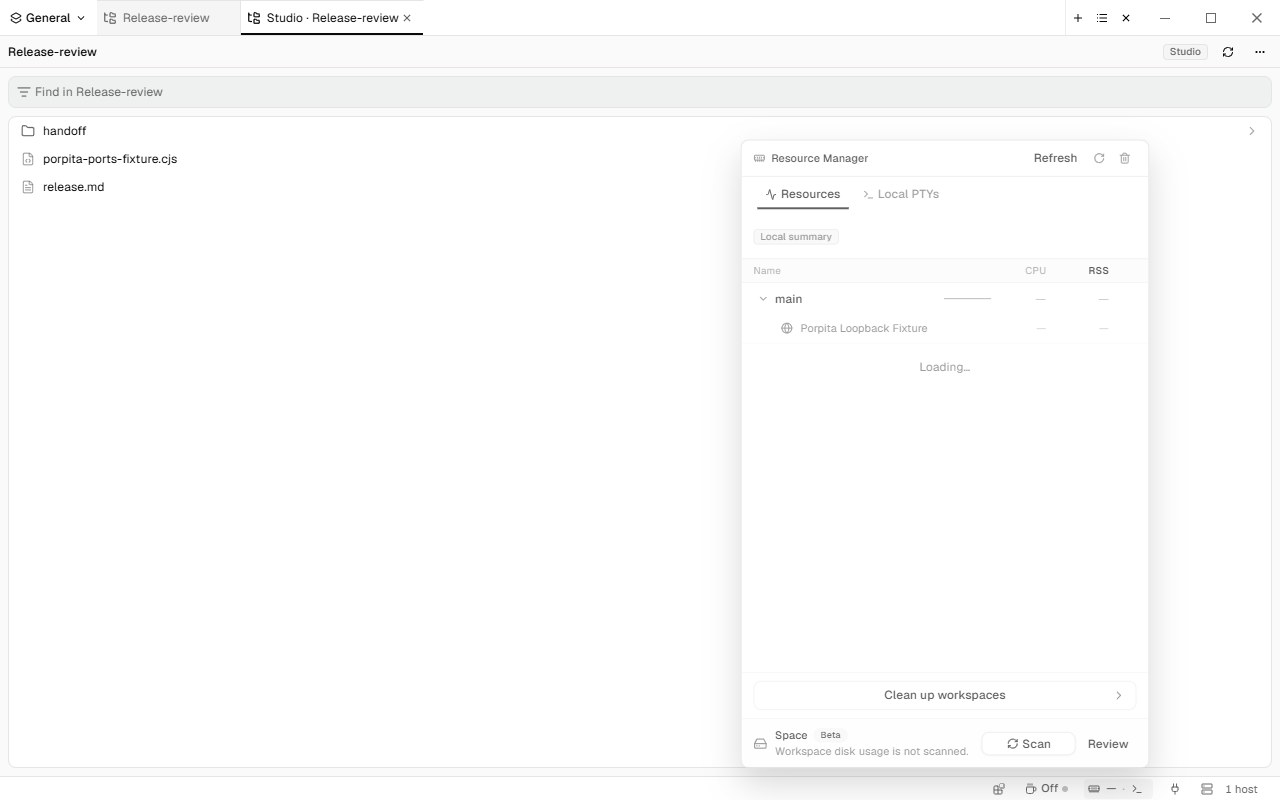 General
Release-review
Studio · Release-review
Release-review
Studio
Find in Release-review
handoff
porpita-ports-fixture.cjs
release.md
Resource Manager
Refresh
Resources
Local PTYs
Local summary
Name CPU RSS
main — —
Porpita Loopback Fixture — —
Loading…
Clean up workspaces
Space Beta
Workspace disk usage is not scanned.
Scan
Review
Off
— ·
1 host